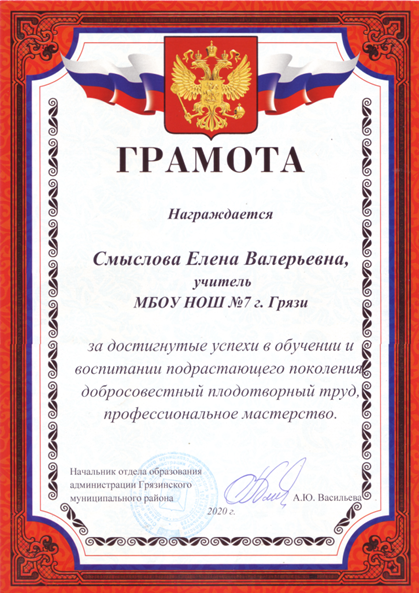 ГРАМОТА
Награждается
Смыслова Елена Валерьевна,
учитель
МБОУ НОШ №7 г. Грязи
за достигнутые успехи в обучении и
воспитании подрастающего поколения,
добросовестный плодотворный труд,
профессиональное мастерство.
Начальник отдела образования
администрации Грязинского
муниципального района
А.Ю. Васильева
2020 г.